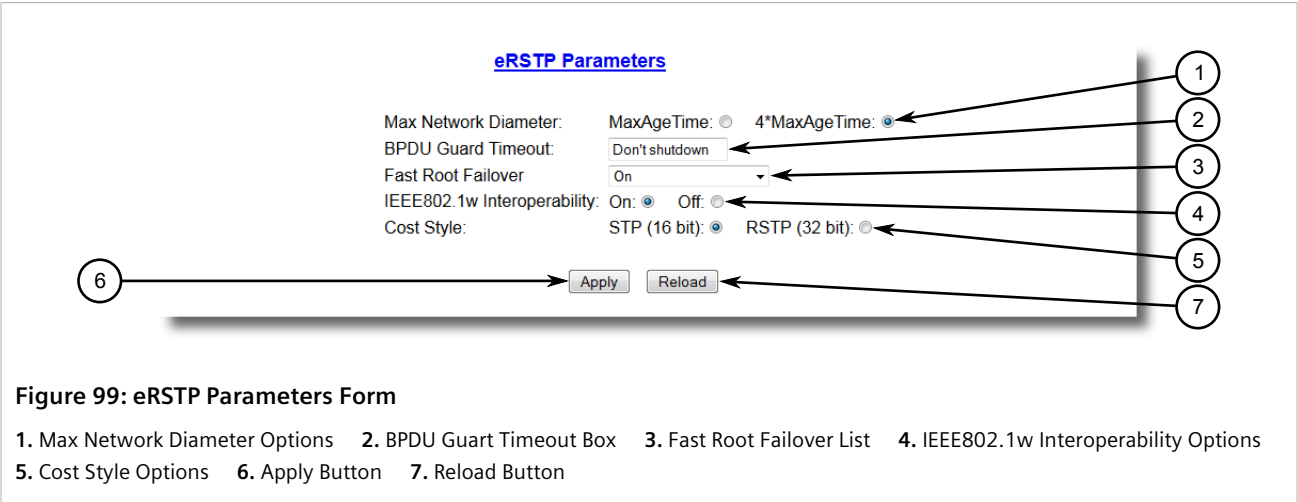 eRSTP Parameters
1
Max Network Diameter: MaxAgeTime: 4*MaxAgeTime:
2
BPDU Guard Timeout: Don't shutdown
3
Fast Root Failover On
IEEE802.1w Interoperability: On: Off:
4
Cost Style: STP (16 bit): RSTP (32 bit):
5
6 Apply Reload
7
Figure 99: eRSTP Parameters Form
1. Max Network Diameter Options 2. BPDU Guart Timeout Box 3. Fast Root Failover List 4. IEEE802.1w Interoperability Options
5. Cost Style Options 6. Apply Button 7. Reload Button